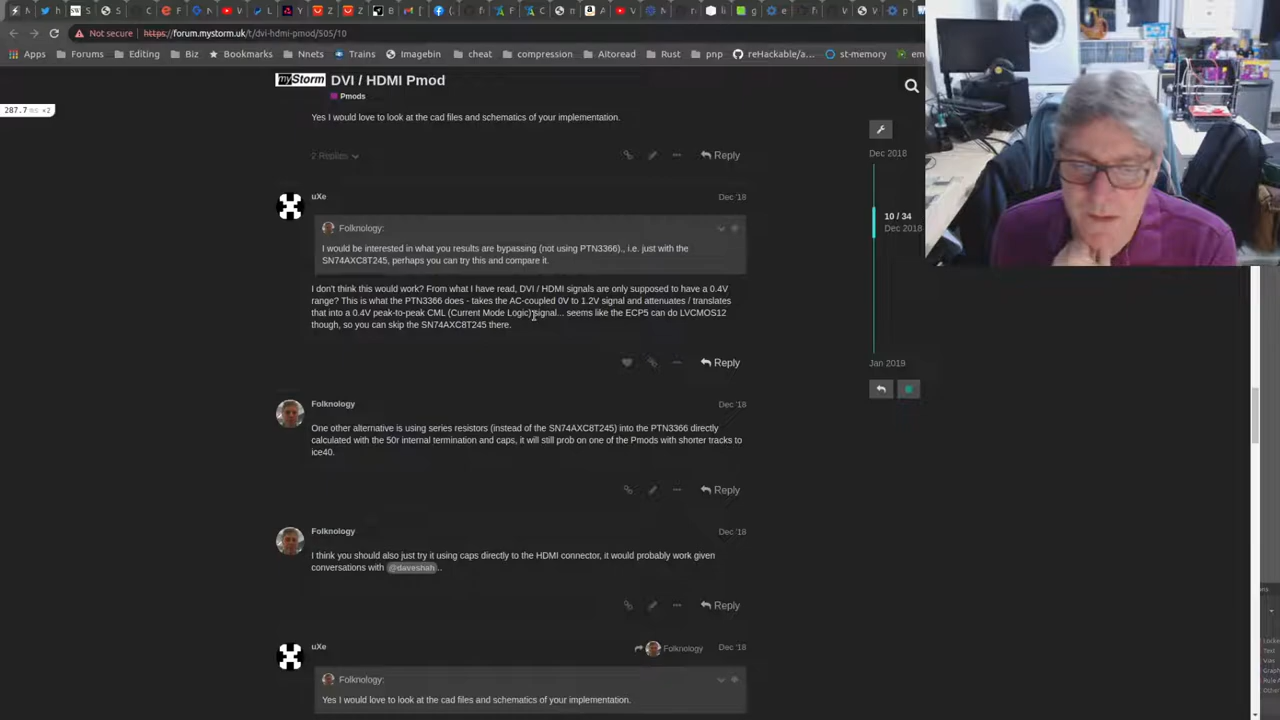 Not secure https://forum.mystorm.uk/t/dvi-hdmi-pmod/505/10
Apps Forums Editing Biz Nnets Trains ImageGen cheat compression AItoread Rust pnp reHackable/a... st-memory
287.7 ms ×2
myStorm DVI / HDMI Pmod
Pmods
Yes I would love to look at the cad files and schematics of your implementation.
2 Replies
Reply
Dec 2018
10 / 34
Dec 2018
Jan 2019
uXe
Dec '18
Folknology:
I would be interested in what you results are bypassing (not using PTN3366)., i.e. just with the
SN74AXC8T245, perhaps you can try this and compare it.
I don't think this would work? From what I have read, DVI / HDMI signals are only supposed to have a 0.4V
range? This is what the PTN3366 does - takes the AC-coupled 0V to 1.2V signal and attenuates / translates
that into a 0.4V peak-to-peak CML (Current Mode Logic) signal... seems like the ECP5 can do LVCMOS12
though, so you can skip the SN74AXC8T245 there.
Reply
Folknology
Dec '18
One other alternative is using series resistors (instead of the SN74AXC8T245) into the PTN3366 directly
calculated with the 50r internal termination and caps, it will still prob on one of the Pmods with shorter tracks to
ice40.
Reply
Folknology
Dec '18
I think you should also just try it using caps directly to the HDMI connector, it would probably work given
conversations with @daveshah..
Reply
uXe
Folknology
Dec '18
Folknology:
Yes I would love to look at the cad files and schematics of your implementation.